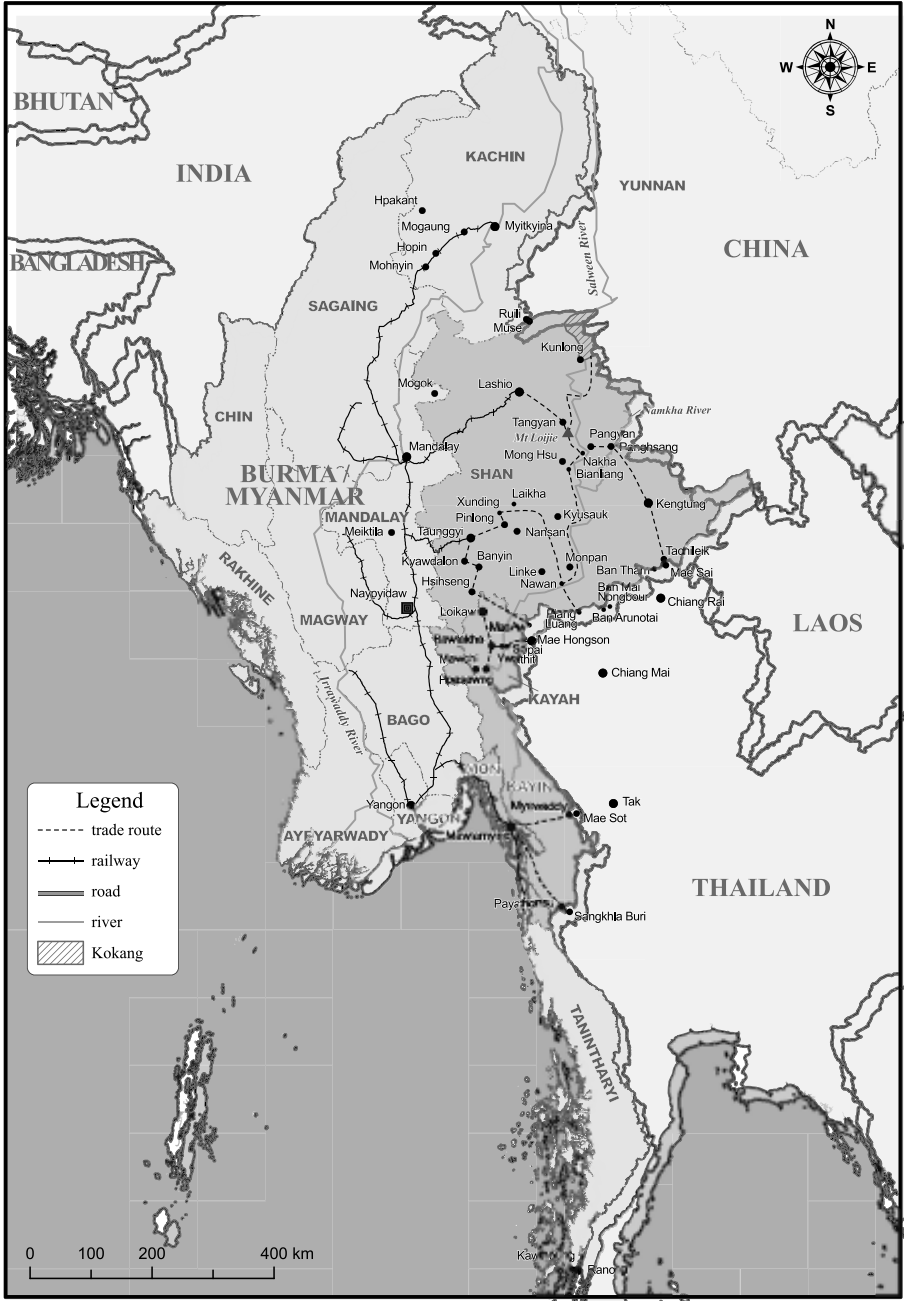 N
W
E
S
BHUTAN
INDIA
KACHIN
YUNNAN
CHINA
Hpakant
Mogaung
Myitkyina
Hopin
Mohnyin
Salween River
BANGLADESH
SAGAING
Ruili
Muse
Kunlong
Mogok
Lashio
CHIN
Namkha River
Tangyan
Mt Loijie
Pangyan
Panghsang
Mandalay
Mong Hsu
Nakha
Bianliang
BURMA /
MYANMAR
SHAN
Xunding
Laikha
Kengtung
MANDALAY
Pinlong
Kyusauk
Meiktila
Taunggyi
Nansan
Kyawdalon
Banyin
Monpan
Tachileik
Linke
Ban Tham
Mae Sai
RAKHINE
Hsihseng
Nawan
Ban Mai
Nongbour
Naypyidaw
Chiang Rai
Loikaw
Piang
Luang
Ban Arunotai
MAGWAY
LAOS
Mae Hongson
Ywathit
Chiang Mai
KAYAH
Irrawaddy River
BAGO
MON
KAYIN
Legend
trade route
railway
road
river
Kokang
Yangon
YANGON
Tak
Mae Sot
AYEYARWADY
THAILAND
Sangkhla Buri
TANINTHARYI
0
100
200
400 km